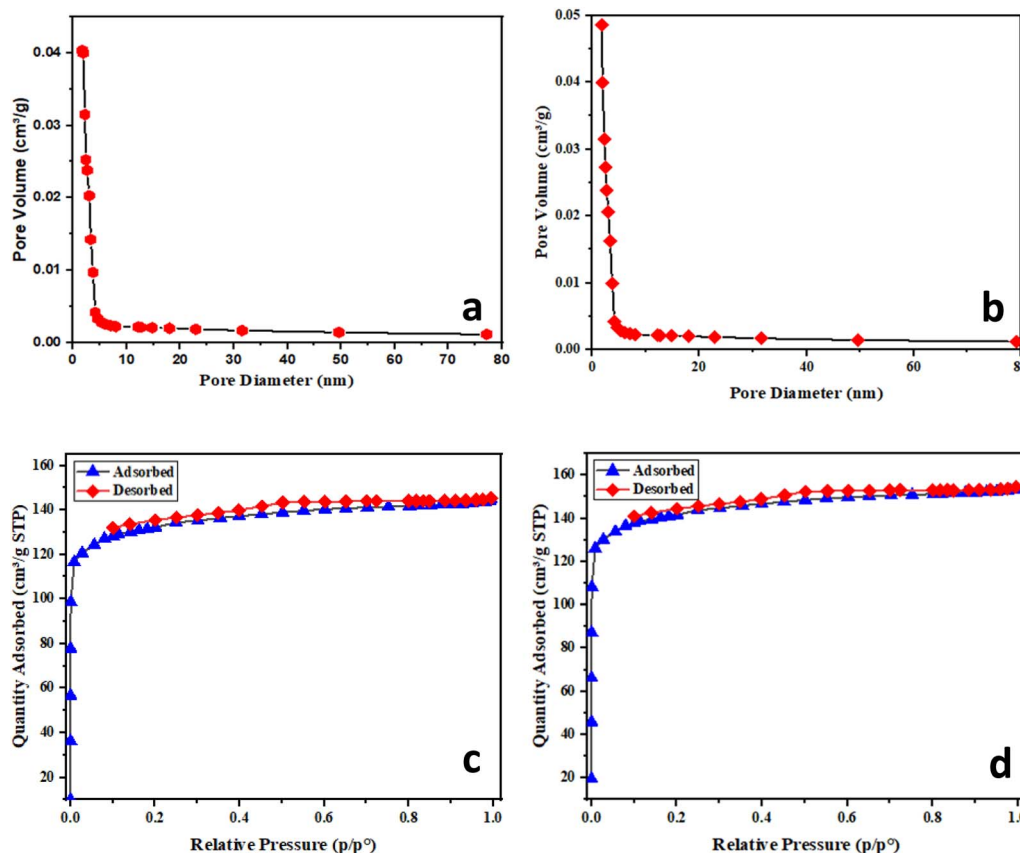 0.04
0.03
0.02
0.01
0.00
Pore Volume (cm³/g)
0 10 20 30 40 50 60 70 80
Pore Diameter (nm)
a
0.05
0.04
0.03
0.02
0.01
0.00
Pore Volume (cm³/g)
0 20 40 60 8
Pore Diameter (nm)
b
160
140
120
100
80
60
40
20
Quantity Adsorbed (cm³/g STP)
Adsorbed
Desorbed
0.0 0.2 0.4 0.6 0.8 1.0
Relative Pressure (p/p°)
c
160
140
120
100
80
60
40
20
Quantity Adsorbed (cm³/g STP)
Adsorbed
Desorbed
0.0 0.2 0.4 0.6 0.8 1.0
Relative Pressure (p/p°)
d